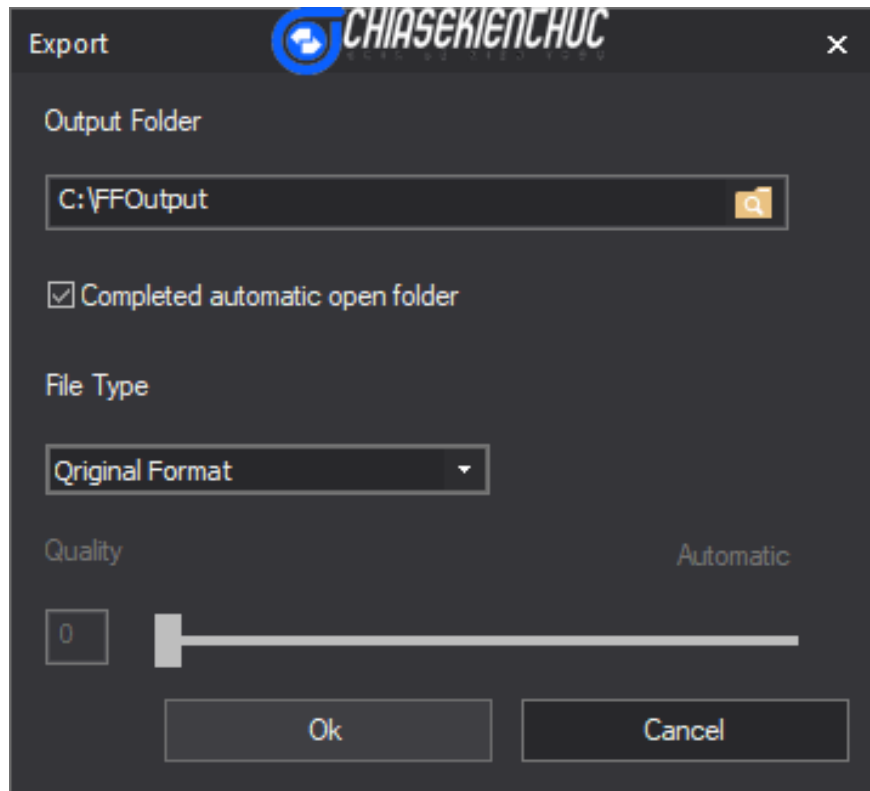 Export
CHIASEKIENTHUC
Output Folder
C:\FFOutput
Completed automatic open folder
File Type
Qriginal Format
Quality
Automatic
0
Ok
Cancel